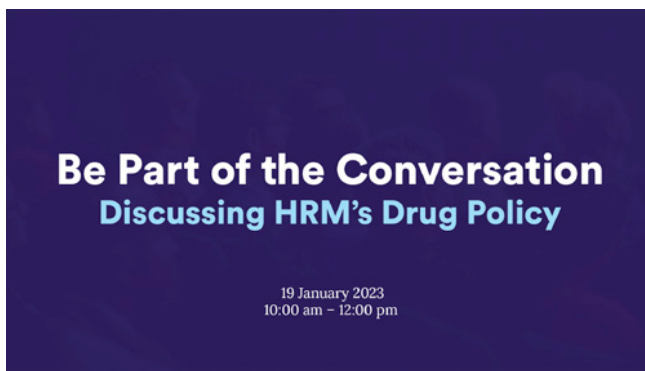 Be Part of the Conversation
Discussing HRM's Drug Policy
19 January 2023
10:00 am – 12:00 pm